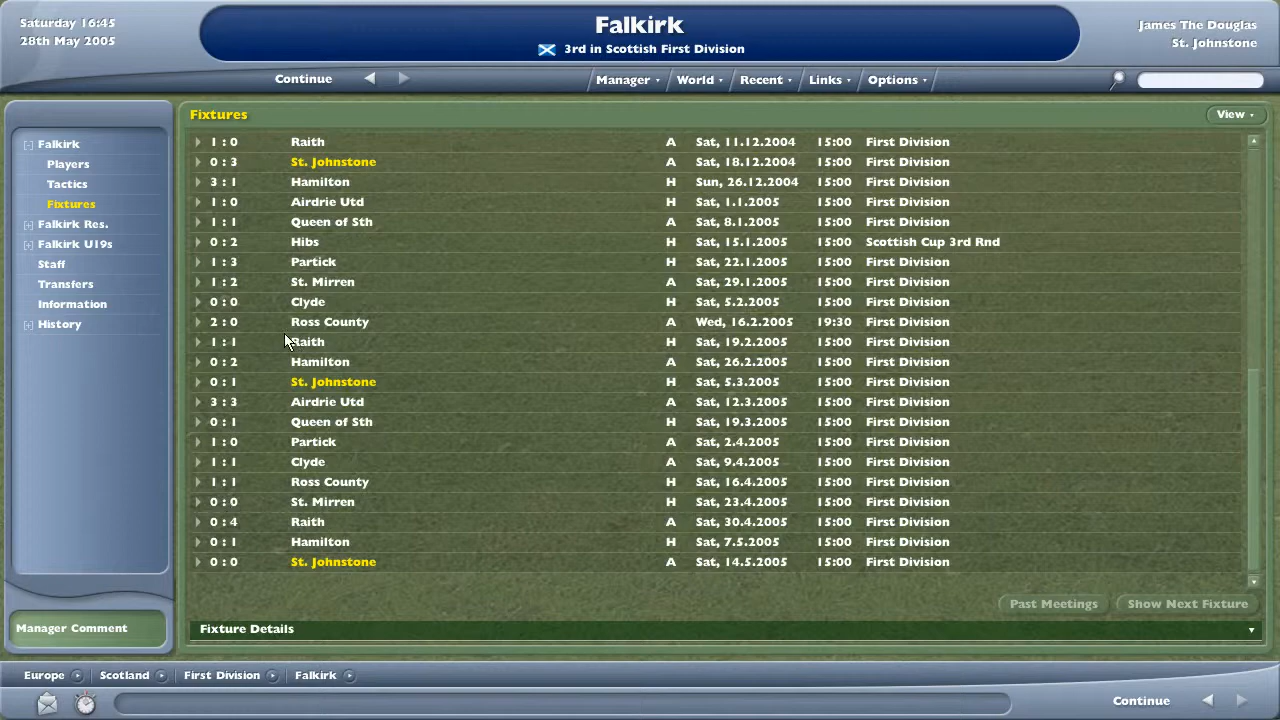 Saturday 16:45
28th May 2005
Falkirk
3rd in Scottish First Division
James The Douglas
St. Johnstone
Continue
Manager
World
Recent
Links
Options
Falkirk
Players
Tactics
Fixtures
Falkirk Res.
Falkirk U19s
Staff
Transfers
Information
History
Manager Comment
Fixtures
View
1 : 0 Raith A Sat, 11.12.2004 15:00 First Division
0 : 3 St. Johnstone A Sat, 18.12.2004 15:00 First Division
3 : 1 Hamilton H Sun, 26.12.2004 15:00 First Division
1 : 0 Airdrie Utd H Sat, 1.1.2005 15:00 First Division
1 : 1 Queen of Sth A Sat, 8.1.2005 15:00 First Division
0 : 2 Hibs H Sat, 15.1.2005 15:00 Scottish Cup 3rd Rnd
1 : 3 Partick H Sat, 22.1.2005 15:00 First Division
1 : 2 St. Mirren A Sat, 29.1.2005 15:00 First Division
0 : 0 Clyde H Sat, 5.2.2005 15:00 First Division
2 : 0 Ross County A Wed, 16.2.2005 19:30 First Division
1 : 1 Raith H Sat, 19.2.2005 15:00 First Division
0 : 2 Hamilton A Sat, 26.2.2005 15:00 First Division
0 : 1 St. Johnstone H Sat, 5.3.2005 15:00 First Division
3 : 3 Airdrie Utd A Sat, 12.3.2005 15:00 First Division
0 : 1 Queen of Sth H Sat, 19.3.2005 15:00 First Division
1 : 0 Partick A Sat, 2.4.2005 15:00 First Division
1 : 1 Clyde A Sat, 9.4.2005 15:00 First Division
1 : 1 Ross County H Sat, 16.4.2005 15:00 First Division
0 : 0 St. Mirren H Sat, 23.4.2005 15:00 First Division
0 : 4 Raith A Sat, 30.4.2005 15:00 First Division
0 : 1 Hamilton H Sat, 7.5.2005 15:00 First Division
0 : 0 St. Johnstone A Sat, 14.5.2005 15:00 First Division
Past Meetings
Show Next Fixture
Fixture Details
Europe
Scotland
First Division
Falkirk
Continue